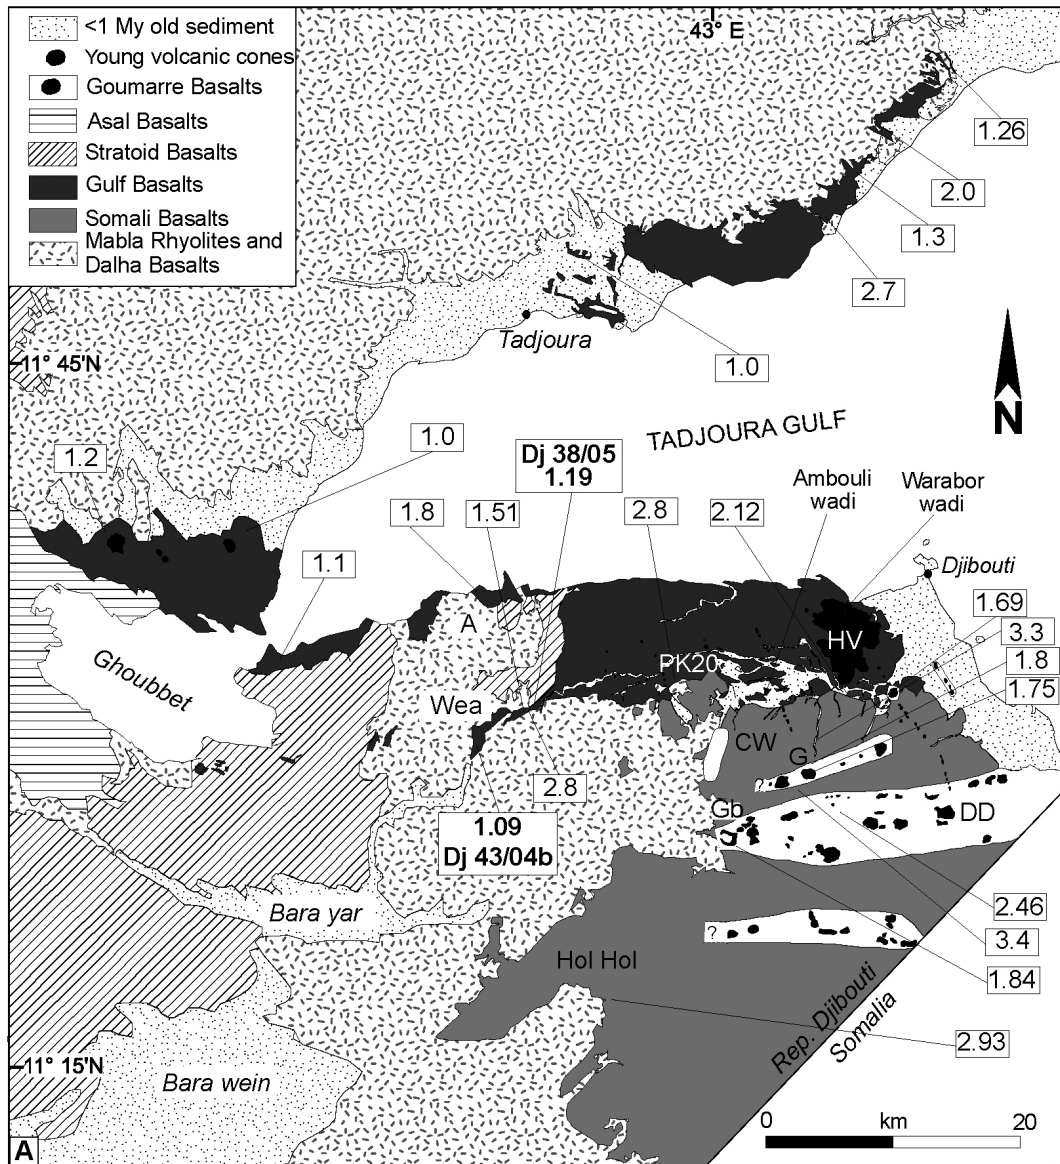 <1 My old sediment
Young volcanic cones
Goumarre Basalts
Asal Basalts
Stratoid Basalts
Gulf Basalts
Somali Basalts
Mabla Rhyolites and
Dalha Basalts
43° E
1.26
2.0
1.3
2.7
Tadjoura
11° 45'N
1.0
N
TADJOURA GULF
1.2
1.0
Dj 38/05
1.19
Ambouli
wadi
Warabor
wadi
1.8
1.51
2.8
2.12
1.1
Djibouti
1.69
3.3
1.8
1.75
A
HV
Ghoubbet
PK20
Wea
CW
G
2.8
Gb
DD
1.09
Dj 43/04b
Bara yar
2.46
?
3.4
Hol Hol
1.84
Rep. Djibouti
Somalia
2.93
11° 15'N
Bara wein
0
km
20
A